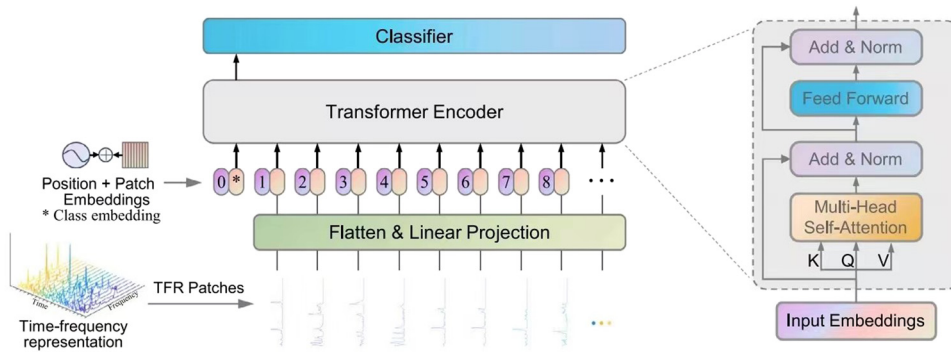 Classifier
Transformer Encoder
Position + Patch
Embeddings
* Class embedding
0 * 1 2 3 4 5 6 7 8 ...
Flatten & Linear Projection
Time
Frequency
TFR Patches
Time-frequency
representation
Add & Norm
Feed Forward
Add & Norm
Multi-Head
Self-Attention
K Q V
Input Embeddings